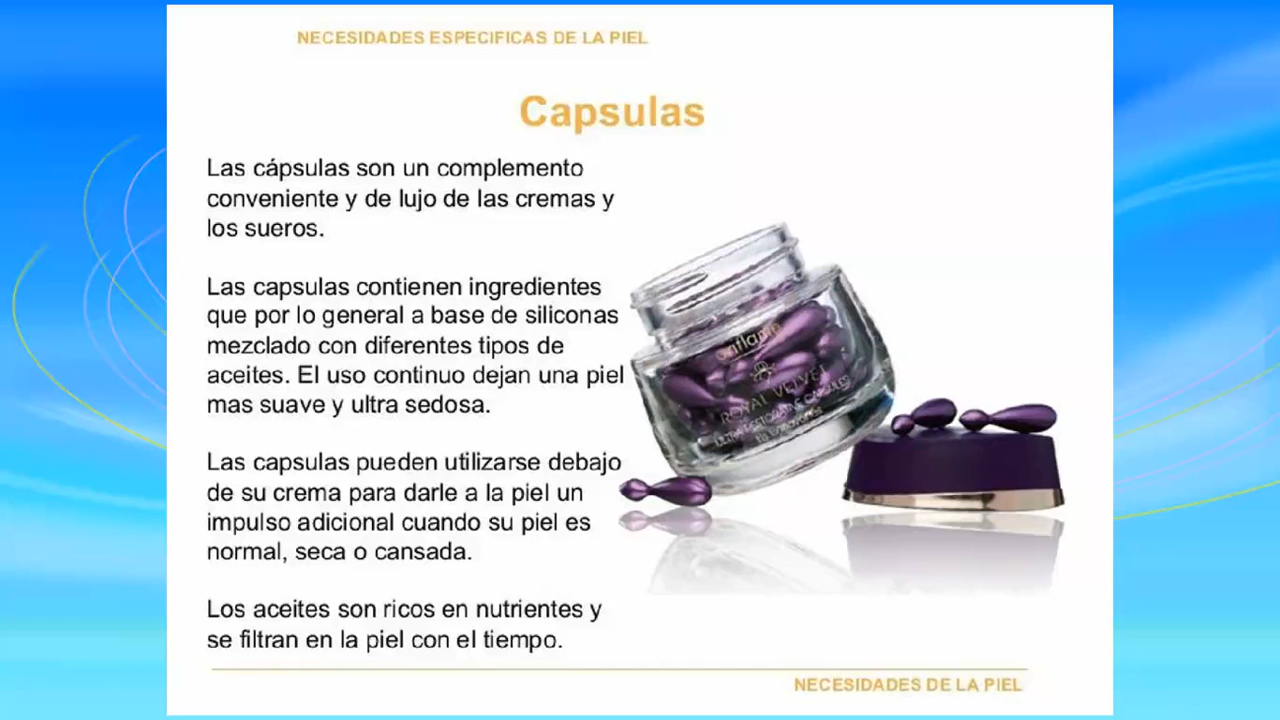 NECESIDADES ESPECIFICAS DE LA PIEL
Capsulas
Las cápsulas son un complemento
conveniente y de lujo de las cremas y
los sueros.
Las capsulas contienen ingredientes
que por lo general a base de siliconas
mezclado con diferentes tipos de
aceites. El uso continuo dejan una piel
mas suave y ultra sedosa.
Las capsulas pueden utilizarse debajo
de su crema para darle a la piel un
impulso adicional cuando su piel es
normal, seca o cansada.
Los aceites son ricos en nutrientes y
se filtran en la piel con el tiempo.
oriflame
ROYAL VELVET
NECESIDADES DE LA PIEL